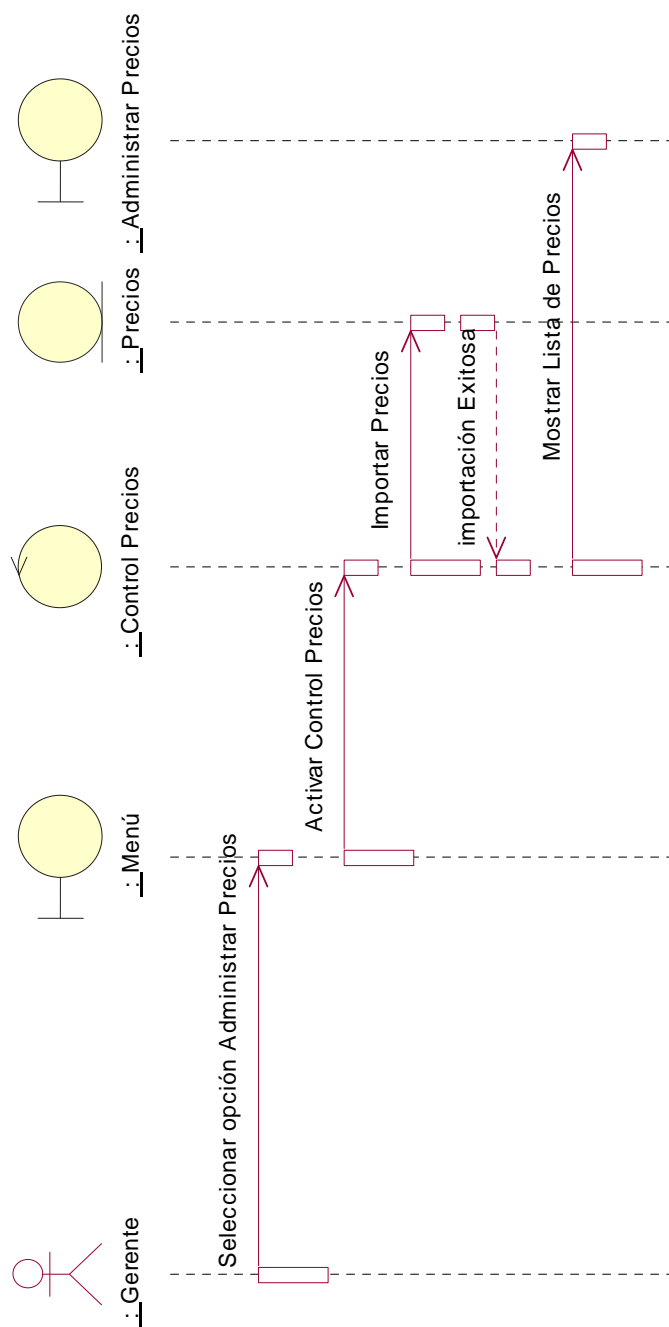 : Gerente
: Menú
: Control Precios
: Precios
: Administrar Precios
Seleccionar opción Administrar Precios
Activar Control Precios
Importar Precios
importación Exitosa
Mostrar Lista de Precios